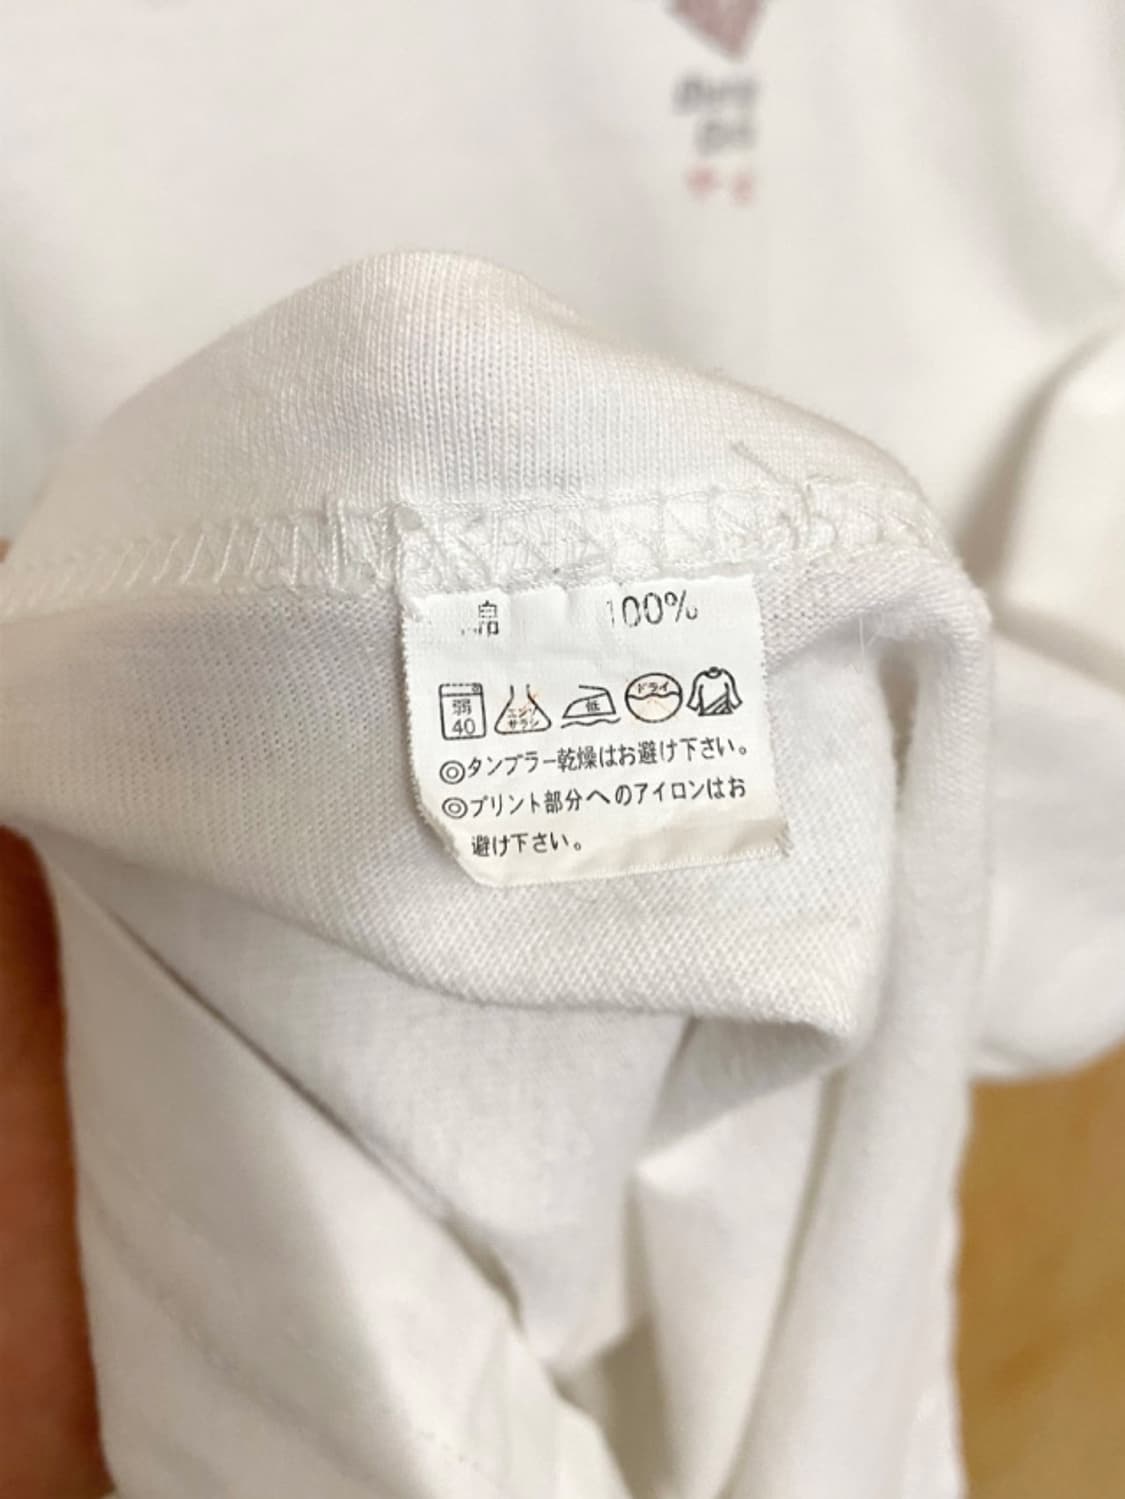 綿 100%
弱 40 エンソ サラシ 低 ドライ
◎タンブラー乾燥はお避け下さい。
◎プリント部分へのアイロンはお
避け下さい。